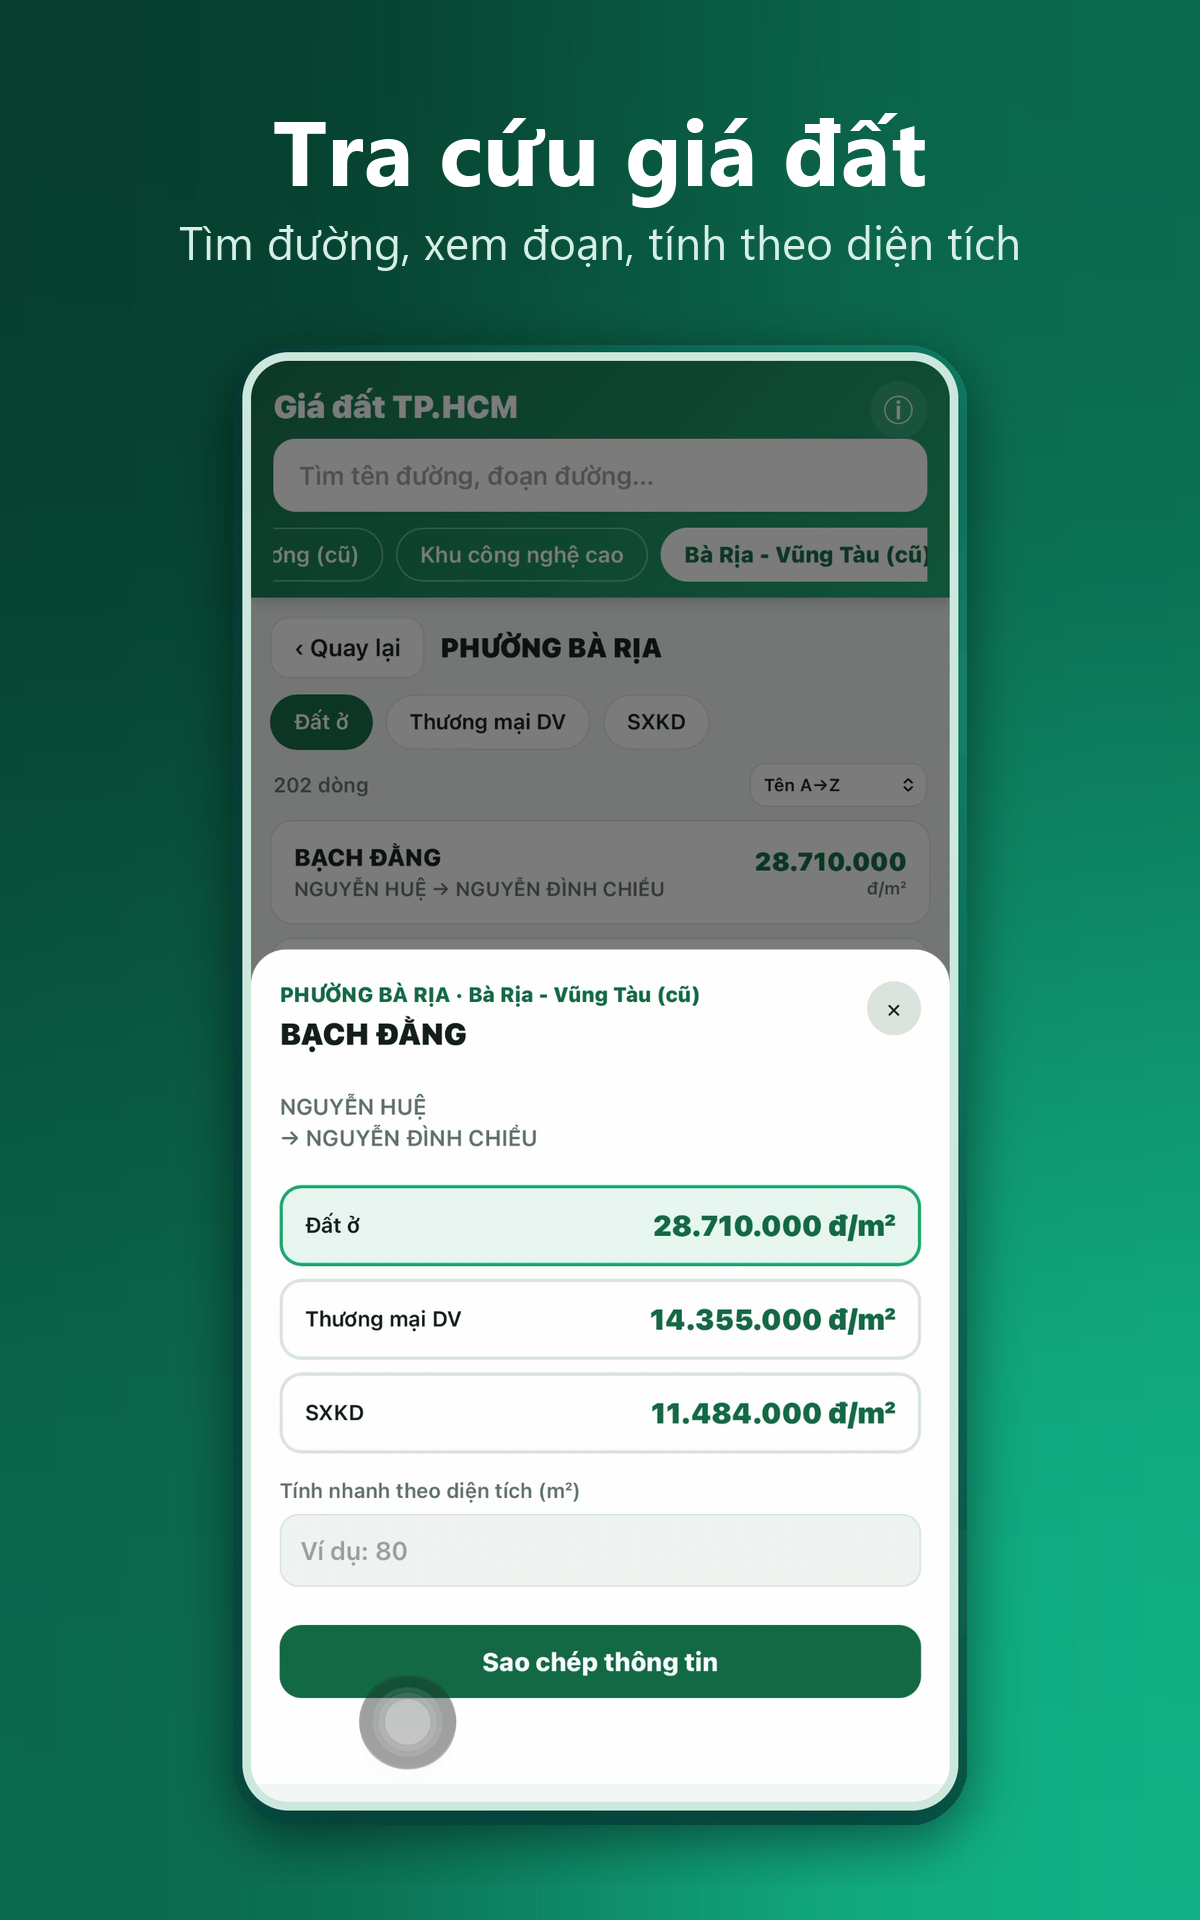 Tra cứu giá đất
Tìm đường, xem đoạn, tính theo diện tích
Giá đất TP.HCM
Tìm tên đường, đoạn đường...
ơng (cũ)
Khu công nghệ cao
Bà Rịa - Vũng Tàu (cũ)
‹ Quay lại
PHƯỜNG BÀ RỊA
Đất ở
Thương mại DV
SXKD
202 dòng
Tên A→Z
BẠCH ĐẰNG
28.710.000
NGUYỄN HUỆ → NGUYỄN ĐÌNH CHIỂU
đ/m²
PHƯỜNG BÀ RỊA · Bà Rịa - Vũng Tàu (cũ)
BẠCH ĐẰNG
×
NGUYỄN HUỆ
→ NGUYỄN ĐÌNH CHIỂU
Đất ở
28.710.000 đ/m²
Thương mại DV
14.355.000 đ/m²
SXKD
11.484.000 đ/m²
Tính nhanh theo diện tích (m²)
Ví dụ: 80
Sao chép thông tin